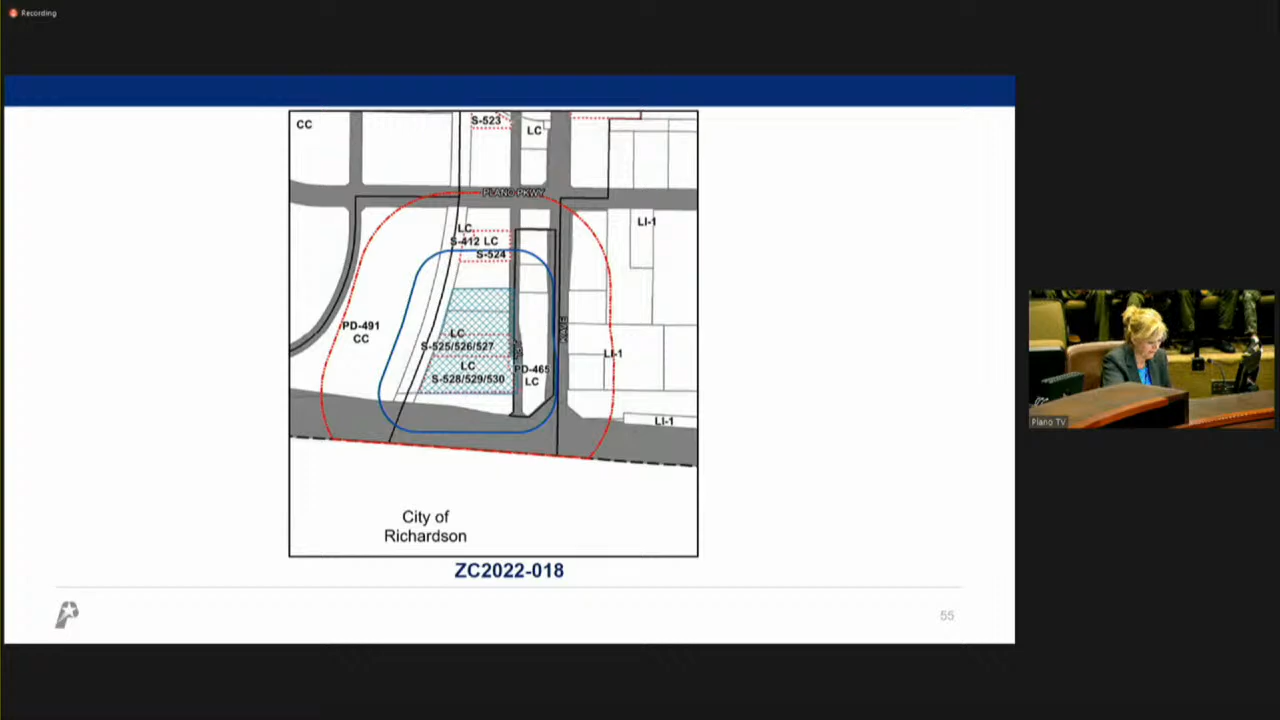 Recording
CC
S-523
LC
PLANO PKWY
LI-1
LC
S-412 LC
S-524
PD-491
CC
LC
S-525/526/527
LC
S-528/529/530
PD-465
LC
K AVE
LI-1
LI-1
City of
Richardson
ZC2022-018
55
Plano TV